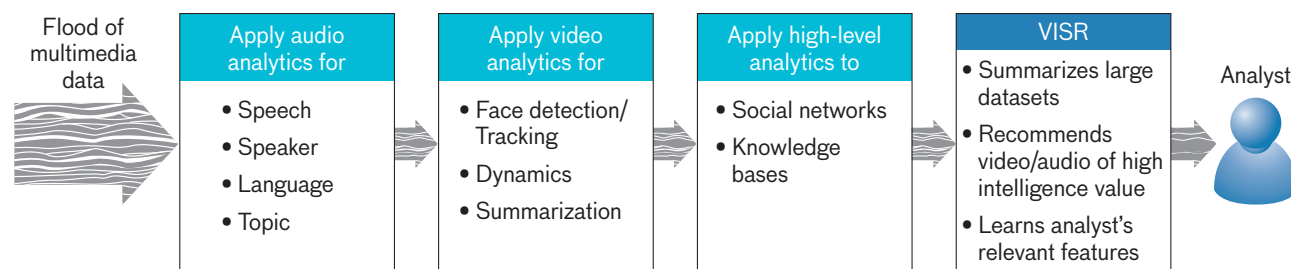 Flood of
multimedia
data
Apply audio
analytics for
• Speech
• Speaker
• Language
• Topic
Apply video
analytics for
• Face detection/
Tracking
• Dynamics
• Summarization
Apply high-level
analytics to
• Social networks
• Knowledge
bases
VISR
• Summarizes large
datasets
• Recommends
video/audio of high
intelligence value
• Learns analyst’s
relevant features
Analyst